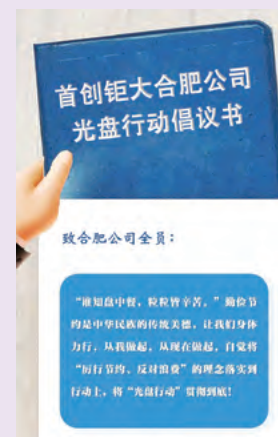 首创钜大合肥公司
光盘行动倡议书
致合肥公司全员：
“谁知盘中餐，粒粒皆辛苦。”勤俭节
约是中华民族的传统美德，让我们身体
力行，从我做起，从现在做起，自觉将
“厉行节约、反对浪费”的理念落实到
行动上，将“光盘行动”贯彻到底！